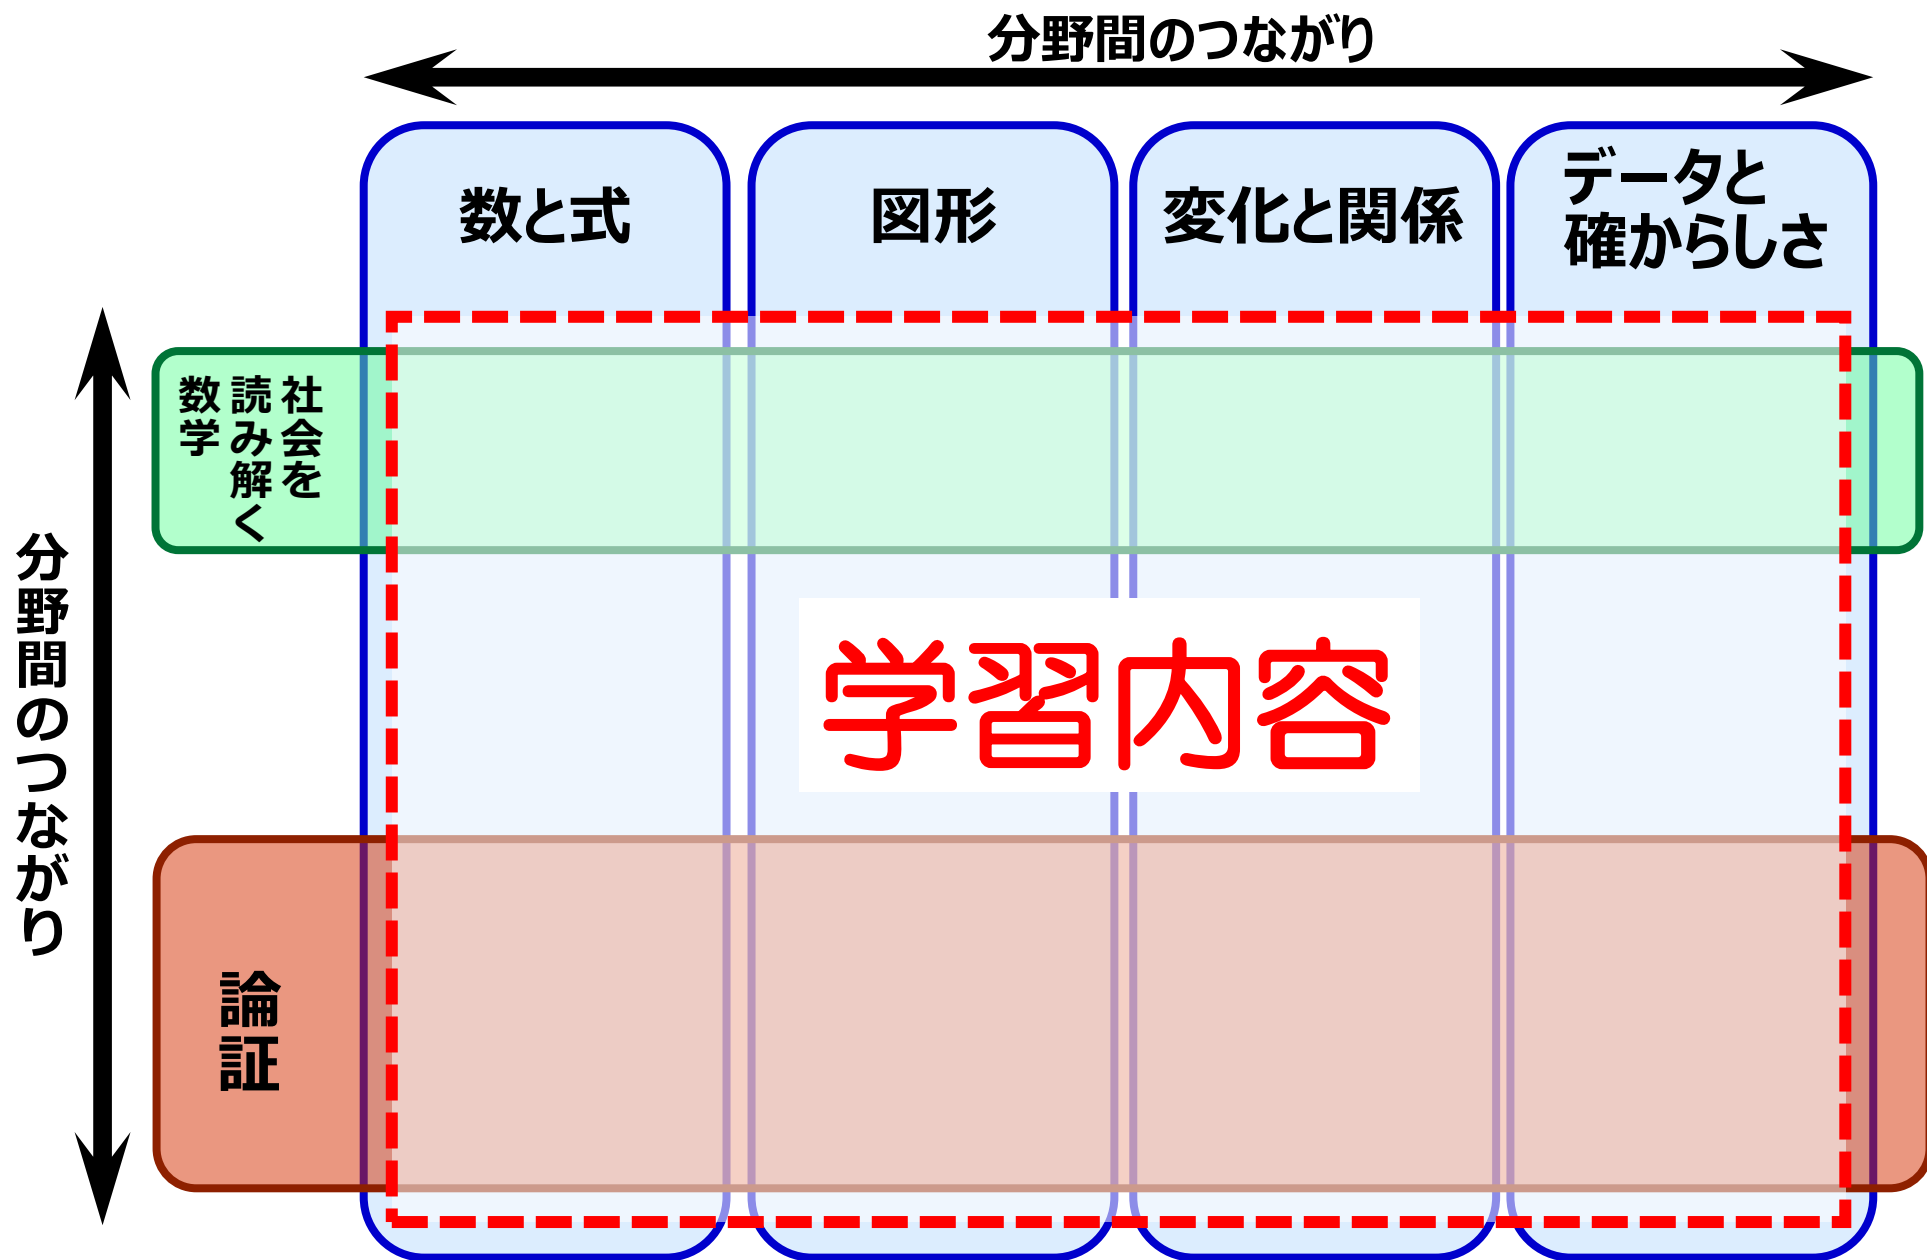 分野間のつながり
数と式
図形
変化と関係
データと
確からしさ
社会を
読み解く
数学
学習内容
分野間のつながり
論証